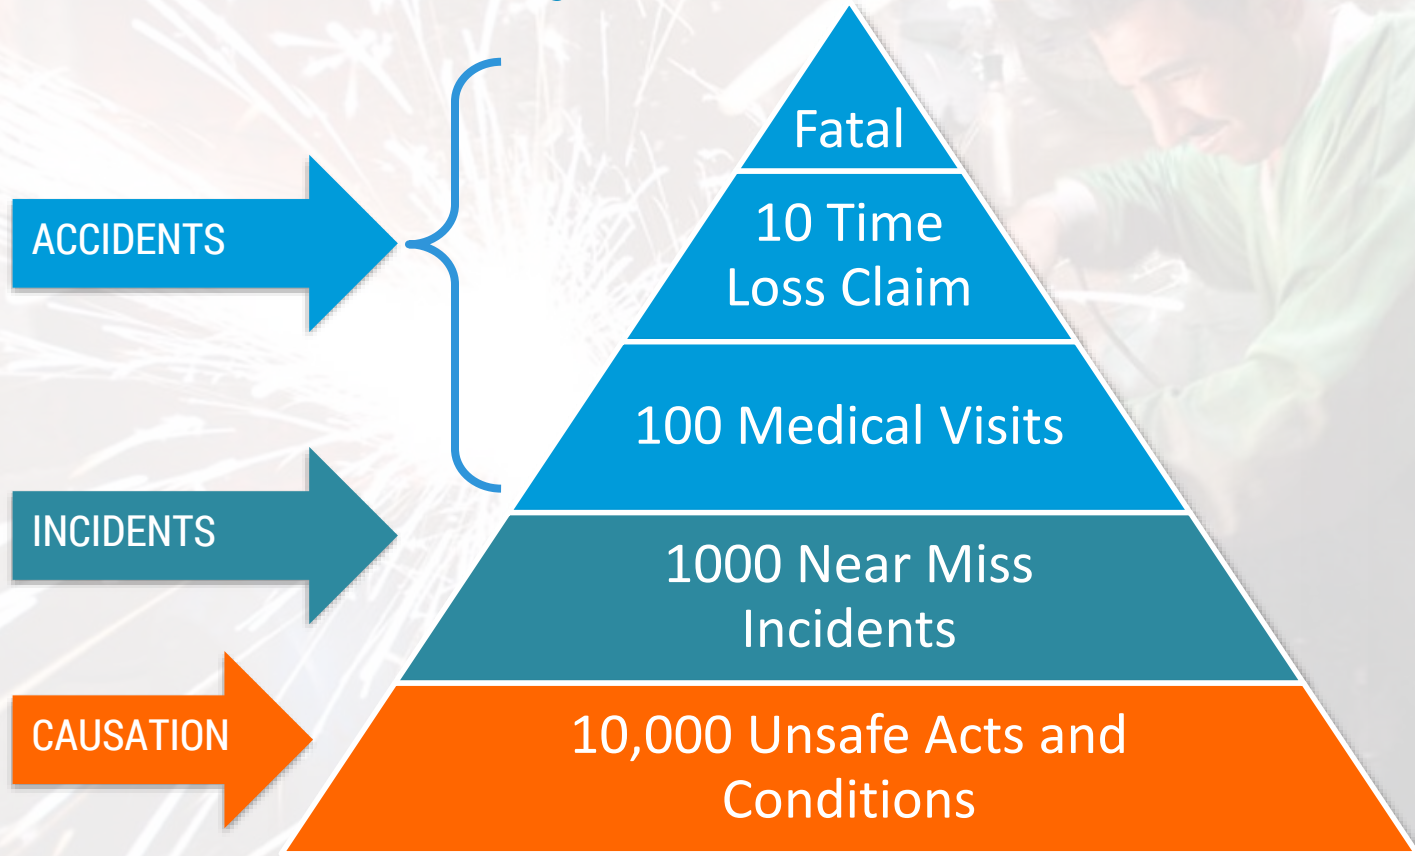 Fatal
10 Time
Loss Claim
ACCIDENTS
100 Medical Visits
INCIDENTS
1000 Near Miss
Incidents
CAUSATION
10,000 Unsafe Acts and
Conditions